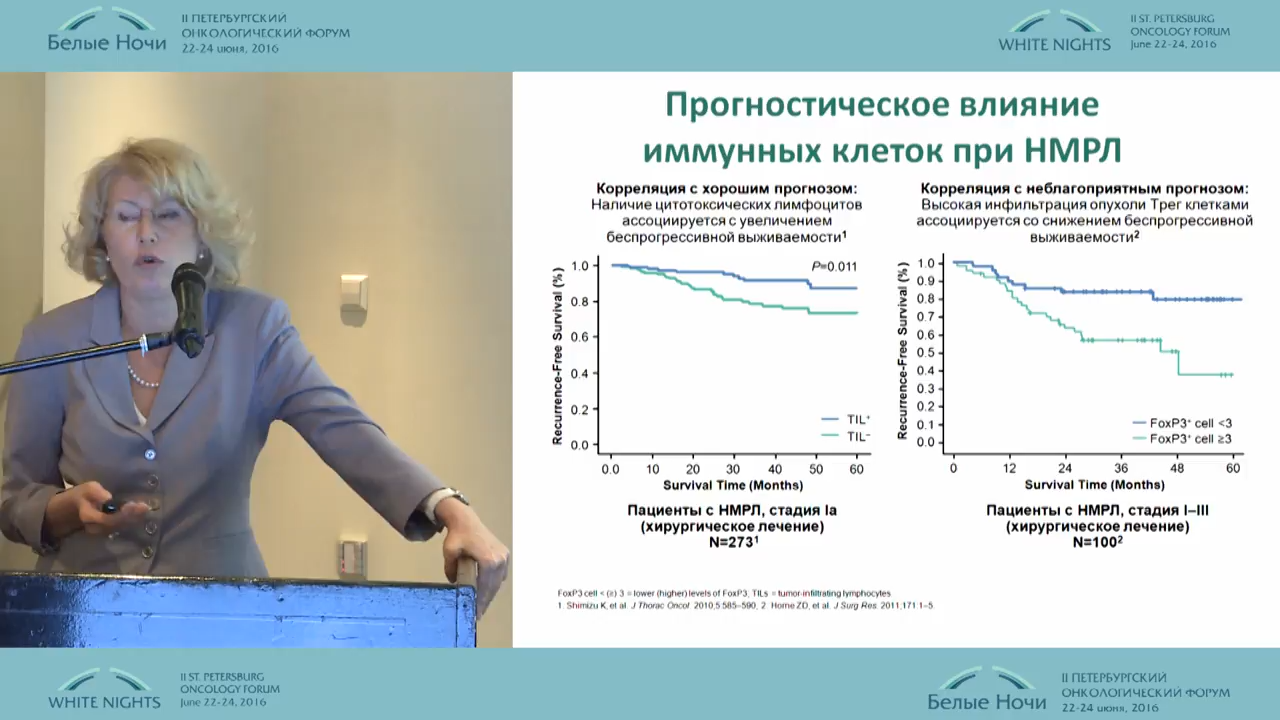 II ПЕТЕРБУРГСКИЙ
ОНКОЛОГИЧЕСКИЙ ФОРУМ
Белые Ночи
22-24 июня, 2016
II ST. PETERSBURG
ONCOLOGY FORUM
WHITE NIGHTS
June 22-24, 2016
Прогностическое влияние
иммунных клеток при НМРЛ
Корреляция с хорошим прогнозом:
Наличие цитотоксических лимфоцитов
ассоциируется с увеличением
беспрогрессивной выживаемости1
Recurrence-Free Survival (%)
1.0
0.8
0.6
0.4
0.2
0.0
P=0.011
TIL+
TIL−
0.0 10 20 30 40 50 60
Survival Time (Months)
Пациенты с НМРЛ, стадия Ia
(хирургическое лечение)
N=273¹
Корреляция с неблагоприятным прогнозом:
Высокая инфильтрация опухоли Трег клетками
ассоциируется со снижением беспрогрессивной
выживаемости2
Recurrence-Free Survival (%)
1.0
0.9
0.8
0.7
0.6
0.5
0.4
0.3
0.2
0.1
0.0
FoxP3+ cell <3
FoxP3+ cell ≥3
0 12 24 36 48 60
Survival Time (Months)
Пациенты с НМРЛ, стадия I–III
(хирургическое лечение)
N=100²
FoxP3 cell < (≥) 3 = lower (higher) levels of FoxP3, TILs = tumor-infiltrating lymphocytes
1. Shimizu K, et al. J Thorac Oncol. 2010;5:585–590, 2. Horne ZD, et al. J Surg Res. 2011;171:1–5.
II ST. PETERSBURG
ONCOLOGY FORUM
WHITE NIGHTS
June 22-24, 2016
II ПЕТЕРБУРГСКИЙ
ОНКОЛОГИЧЕСКИЙ ФОРУМ
Белые Ночи
22-24 июня, 2016